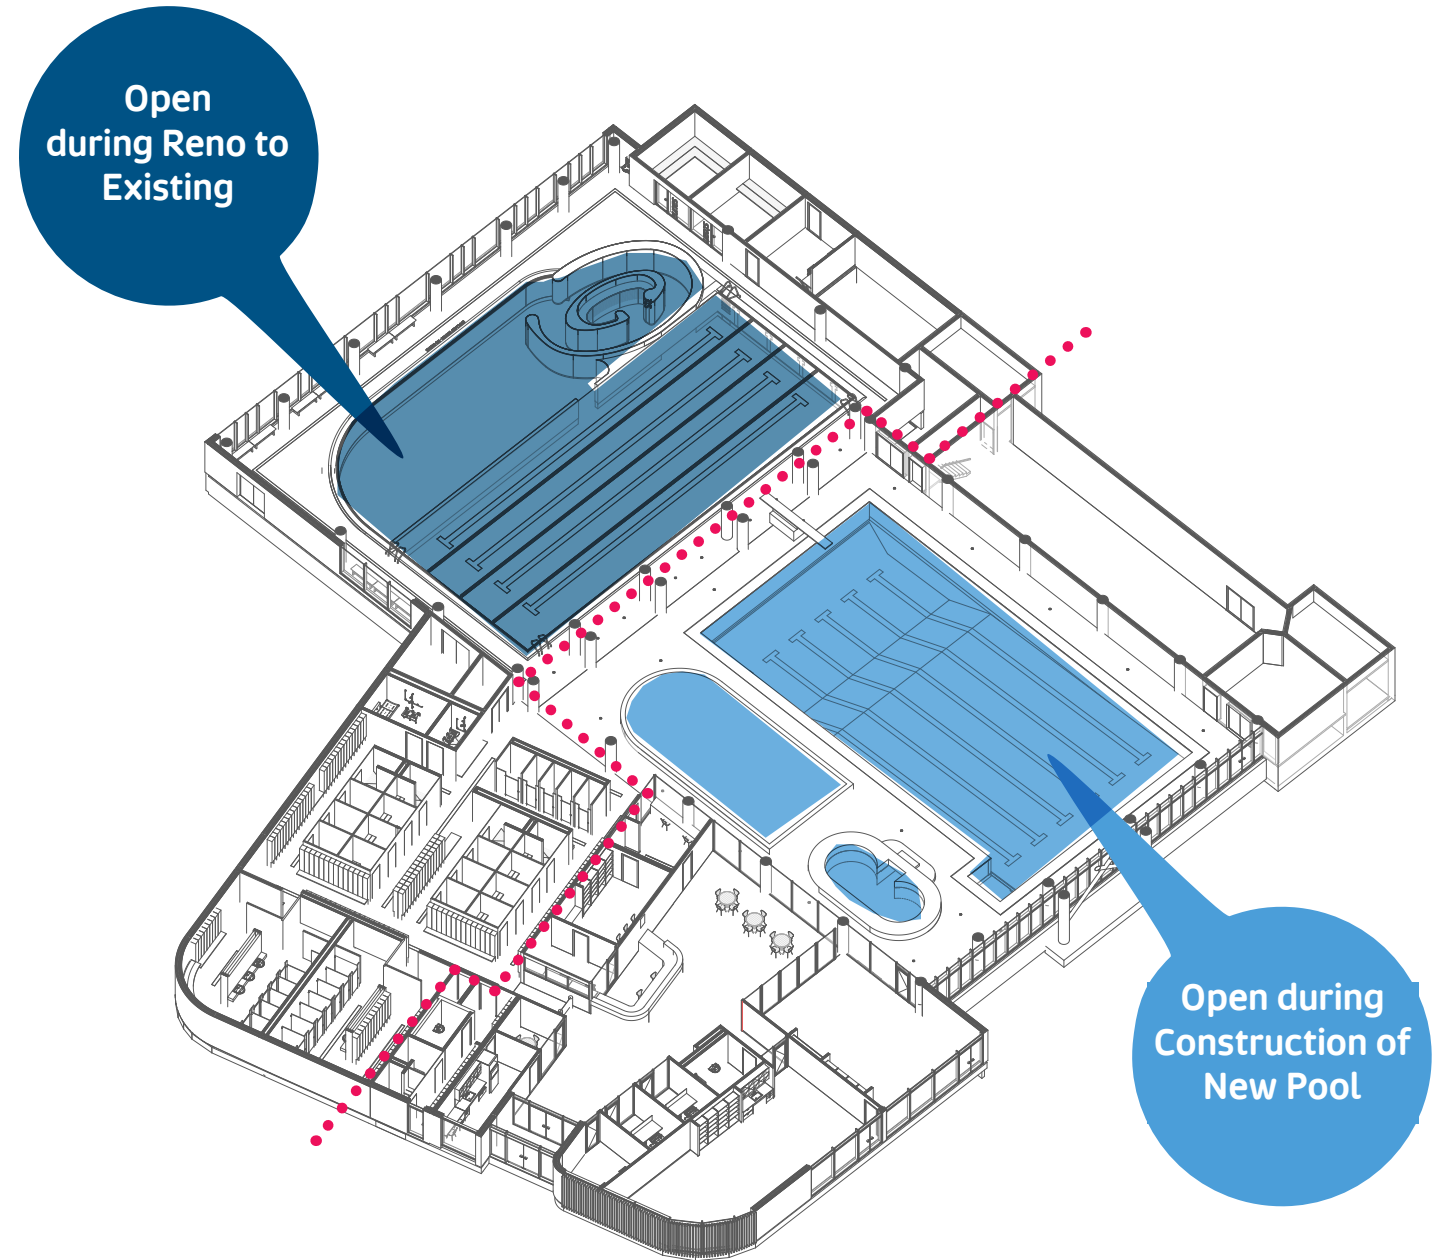 Open
during Reno to
Existing
Open during
Construction of
New Pool